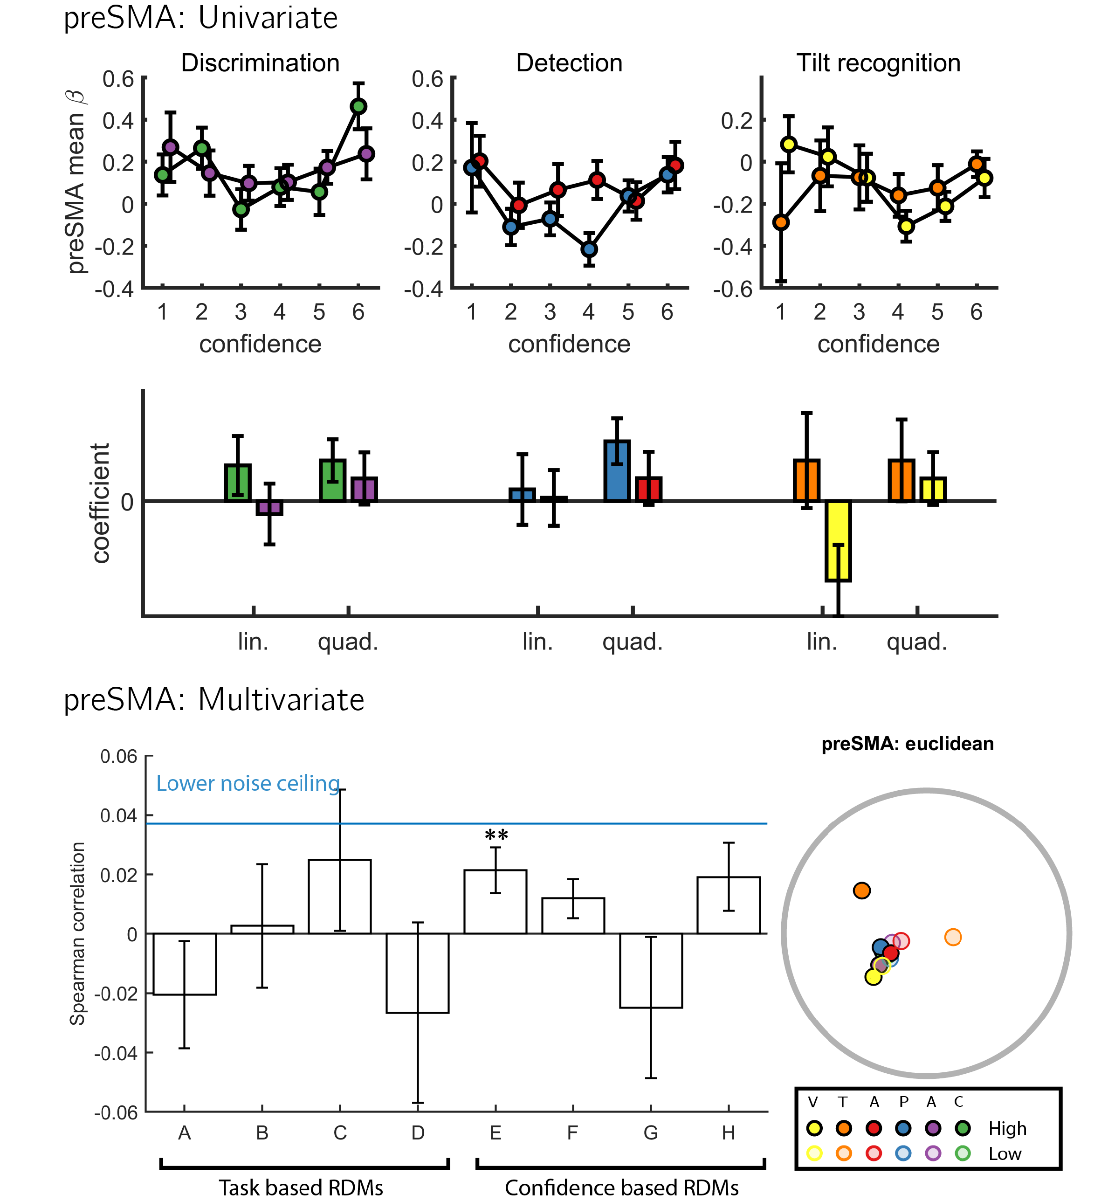 preSMA: Univariate
Discrimination Detection Tilt recognition
preSMA mean β
0.6 0.4 0.2 0 -0.2 -0.4
0.6 0.4 0.2 0 -0.2 -0.4
0.2 0 -0.2 -0.4 -0.6
1 2 3 4 5 6 1 2 3 4 5 6 1 2 3 4 5 6
confidence confidence confidence
coefficient
0
lin. quad. lin. quad. lin. quad.
preSMA: Multivariate
Spearman correlation
0.06
Lower noise ceiling
0.04
**
0.02
0
-0.02
-0.04
-0.06
A B C D E F G H
Task based RDMs Confidence based RDMs
preSMA: euclidean
V T A P A C
High
Low